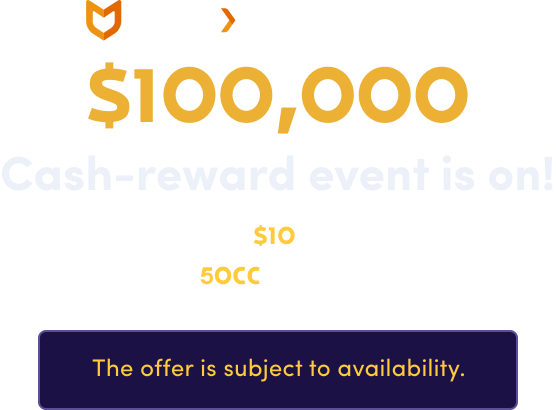 $100,000
Cash-reward event is on!
$10
50CC
The offer is subject to availability.